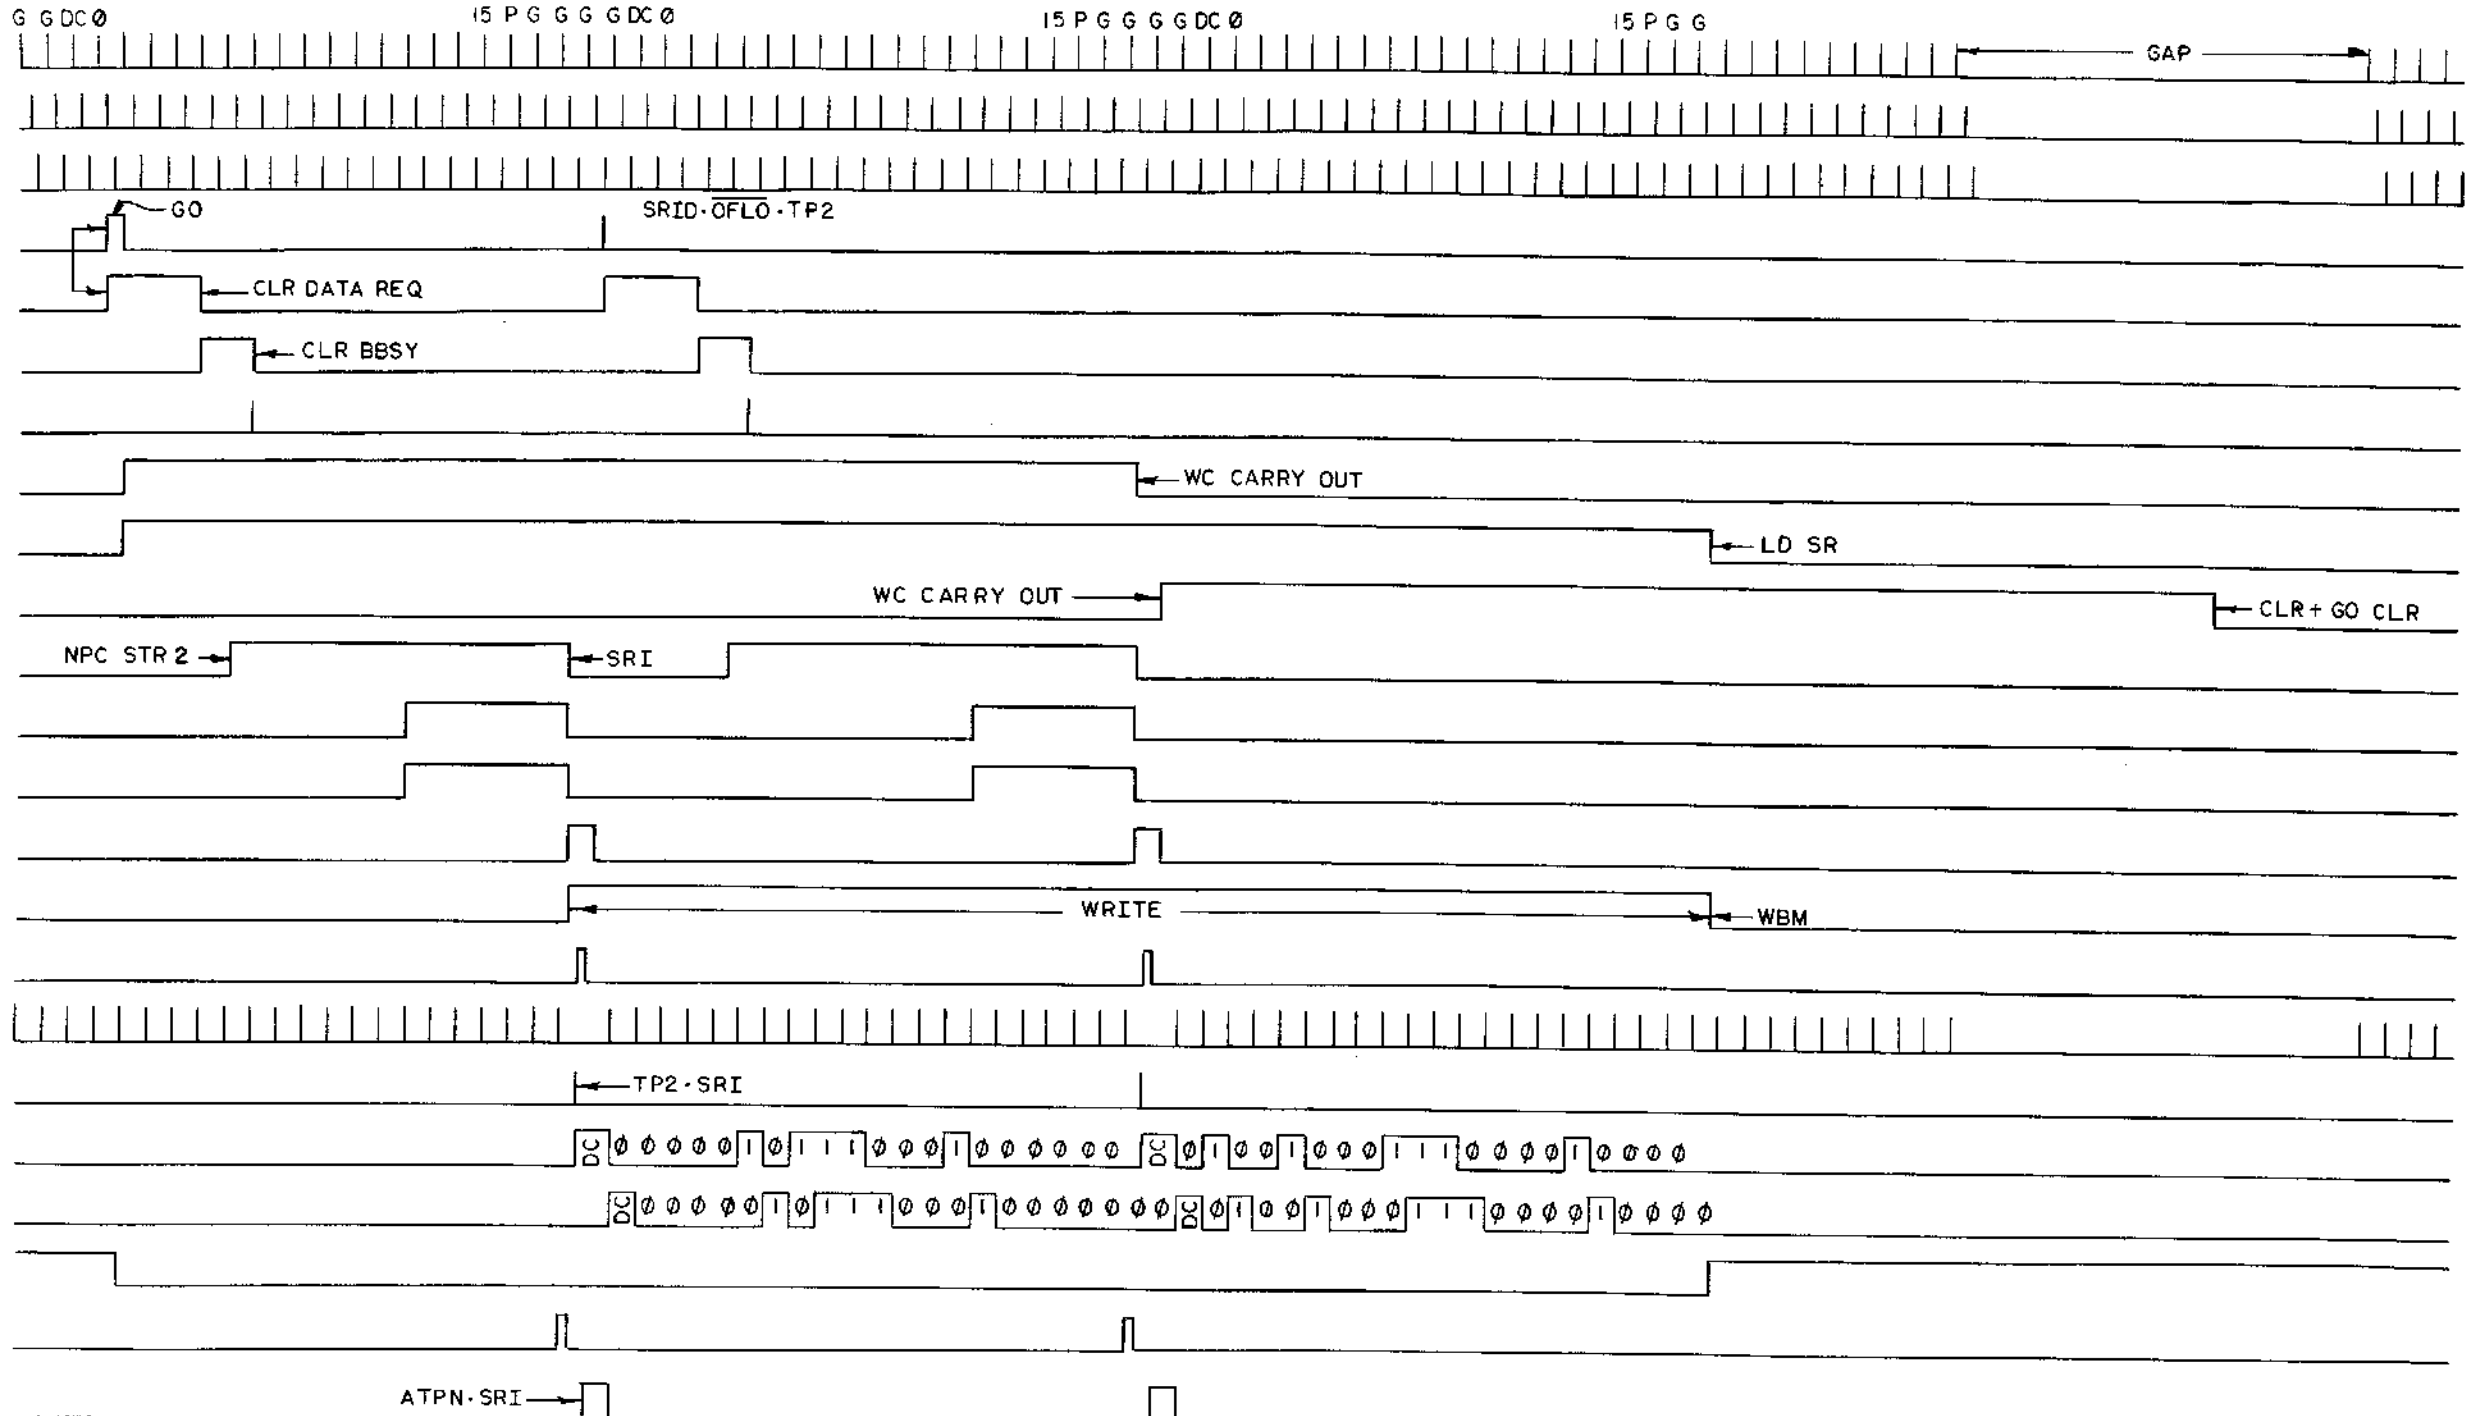 G G DC Ø 15 P G G G G DC Ø 15 P G G G G DC Ø 15 P G G
GAP
GO SRID·O̅F̅L̅O̅·TP2
CLR DATA REQ
CLR BBSY
WC CARRY OUT
LD SR
WC CARRY OUT CLR + GO CLR
NPC STR 2 SRI
WRITE WBM
TP2·SRI
DC Ø Ø Ø Ø Ø 1 Ø 1 1 1 Ø Ø Ø 1 Ø Ø Ø Ø Ø Ø DC Ø 1 Ø Ø 1 Ø Ø Ø 1 1 1 Ø Ø Ø Ø 1 Ø Ø Ø Ø
DC Ø Ø Ø Ø Ø 1 Ø 1 1 1 Ø Ø Ø 1 Ø Ø Ø Ø Ø Ø Ø DC Ø 1 Ø Ø 1 Ø Ø Ø 1 1 1 Ø Ø Ø Ø 1 Ø Ø Ø Ø
ATPN·SRI